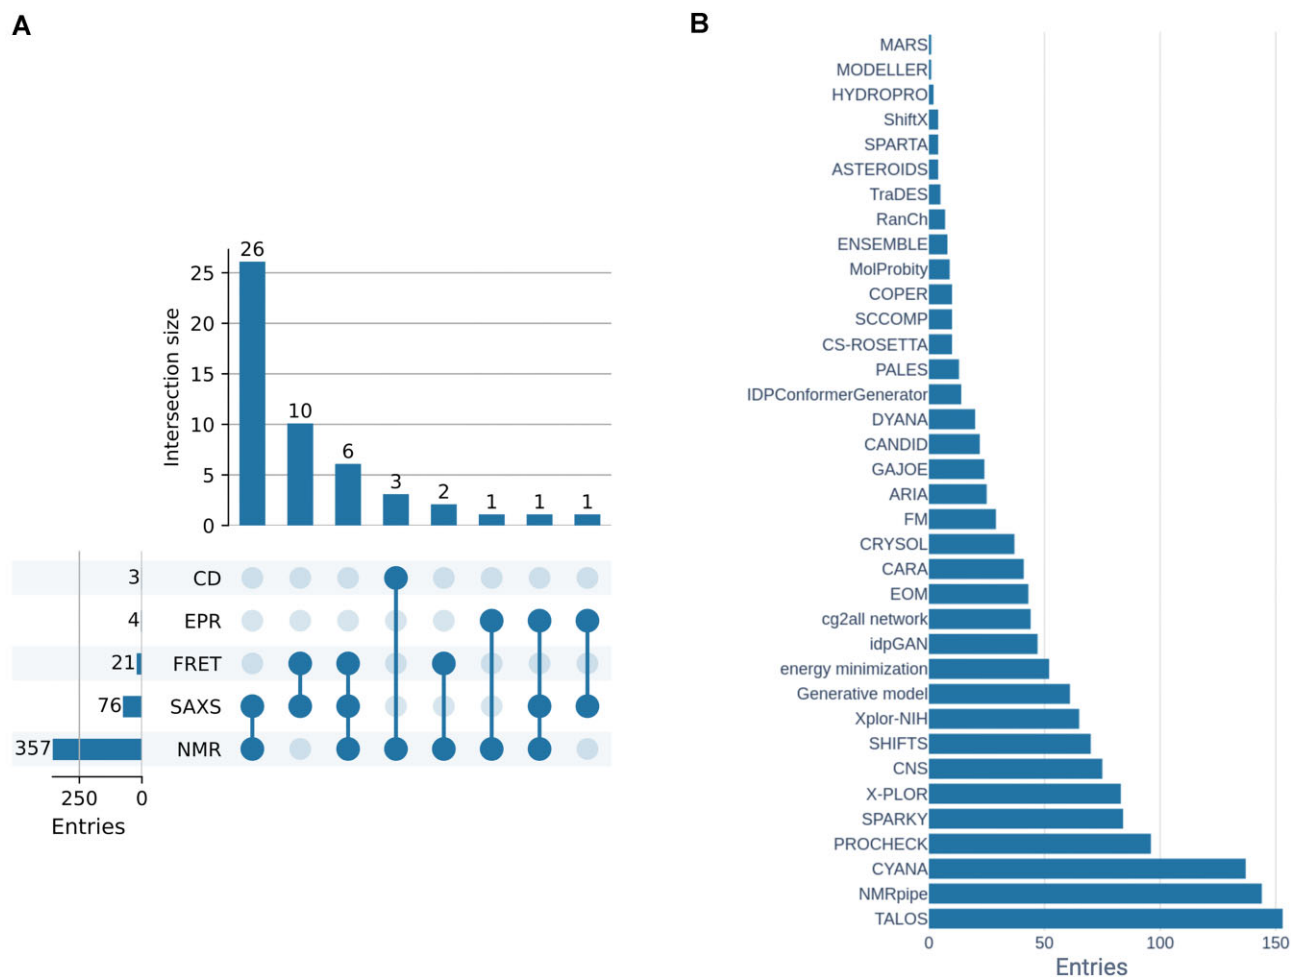 A
26
10
6
3
2
1
1
1
25
20
15
10
5
0
Intersection size
3 CD
4 EPR
21 FRET
76 SAXS
357 NMR
250 0
Entries
B
MARS
MODELLER
HYDROPRO
ShiftX
SPARTA
ASTEROIDS
TraDES
RanCh
ENSEMBLE
MolProbity
COPER
SCCOMP
CS-ROSETTA
PALES
IDPConformerGenerator
DYANA
CANDID
GAJOE
ARIA
FM
CRYSOL
CARA
EOM
cg2all network
idpGAN
energy minimization
Generative model
Xplor-NIH
SHIFTS
CNS
X-PLOR
SPARKY
PROCHECK
CYANA
NMRpipe
TALOS
0 50 100 150
Entries